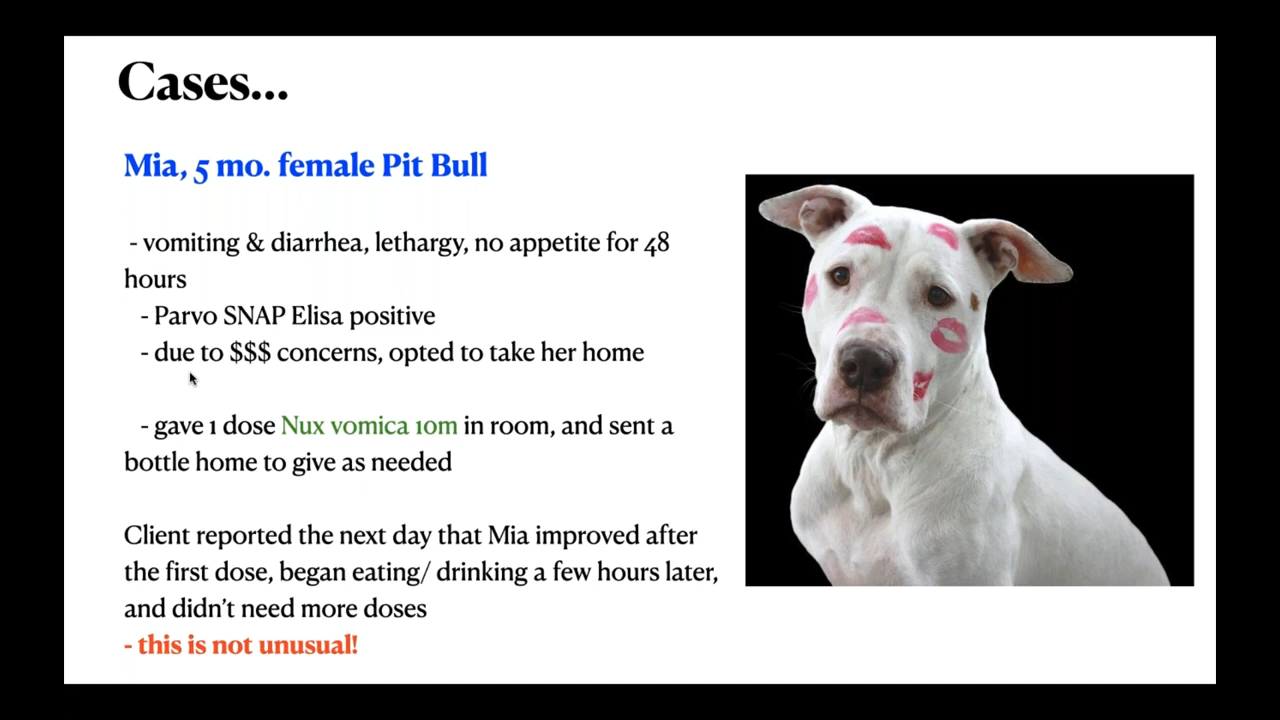 Cases...
Mia, 5 mo. female Pit Bull
- vomiting & diarrhea, lethargy, no appetite for 48
hours
- Parvo SNAP Elisa positive
- due to $$$ concerns, opted to take her home
- gave 1 dose Nux vomica 10m in room, and sent a
bottle home to give as needed
Client reported the next day that Mia improved after
the first dose, began eating/ drinking a few hours later,
and didn't need more doses
- this is not unusual!